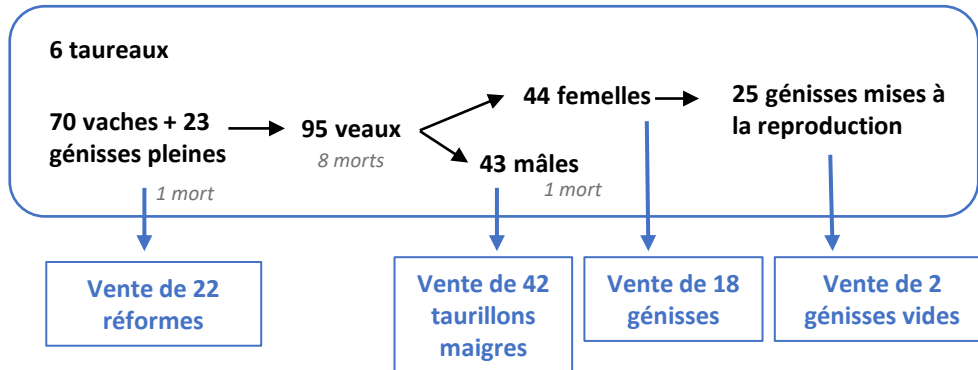 6 taureaux
70 vaches + 23
génisses pleines
1 mort
95 veaux
8 morts
44 femelles
43 mâles
1 mort
25 génisses mises à
la reproduction
Vente de 22
réformes
Vente de 42
taurillons
maigres
Vente de 18
génisses
Vente de 2
génisses vides